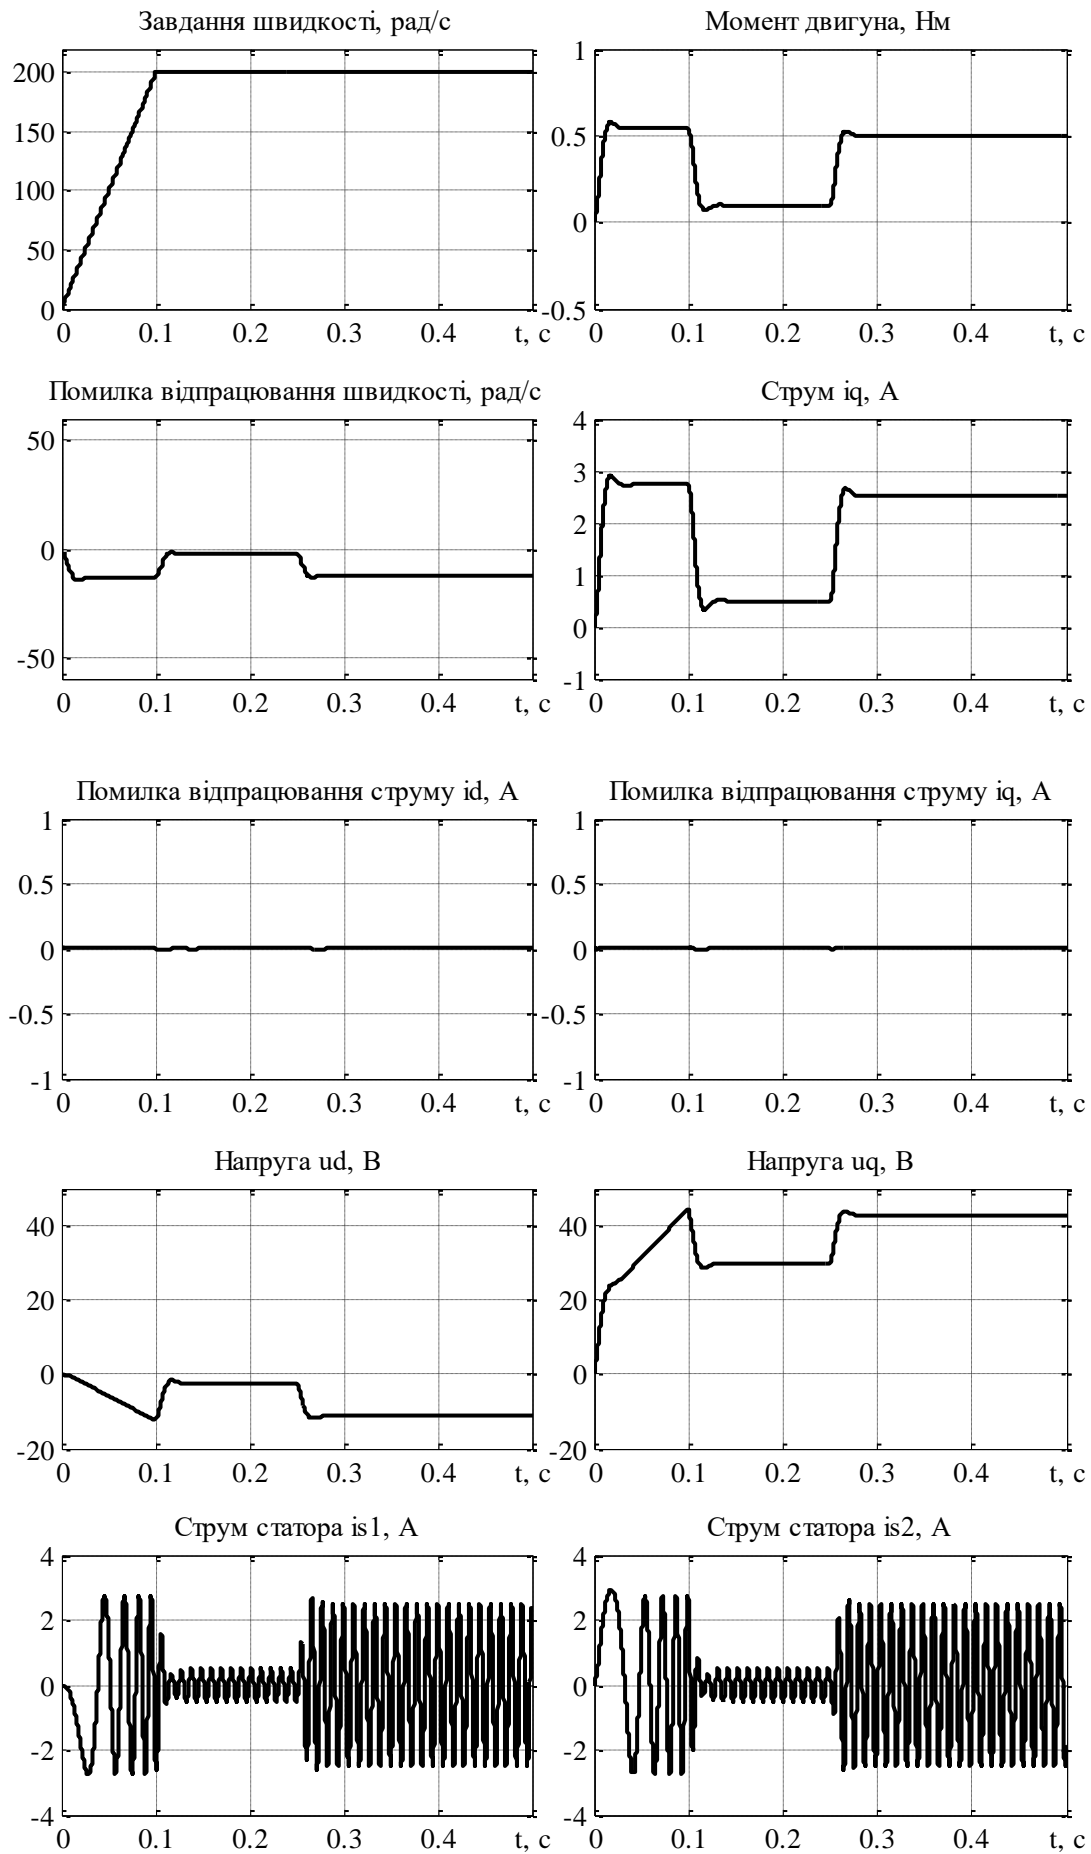 Завдання швидкості, рад/с
200
150
100
50
0
0 0.1 0.2 0.3 0.4 t, c
Момент двигуна, Нм
1
0.5
0
-0.5
0 0.1 0.2 0.3 0.4 t, c
Помилка відпрацювання швидкості, рад/с
50
0
-50
0 0.1 0.2 0.3 0.4 t, c
Струм iq, А
4
3
2
1
0
-1
0 0.1 0.2 0.3 0.4 t, c
Помилка відпрацювання струму id, А
1
0.5
0
-0.5
-1
0 0.1 0.2 0.3 0.4 t, c
Помилка відпрацювання струму iq, А
1
0.5
0
-0.5
-1
0 0.1 0.2 0.3 0.4 t, c
Напруга ud, В
40
20
0
-20
0 0.1 0.2 0.3 0.4 t, c
Напруга uq, В
40
20
0
-20
0 0.1 0.2 0.3 0.4 t, c
Струм статора is1, А
4
2
0
-2
-4
0 0.1 0.2 0.3 0.4 t, c
Струм статора is2, А
4
2
0
-2
-4
0 0.1 0.2 0.3 0.4 t, c